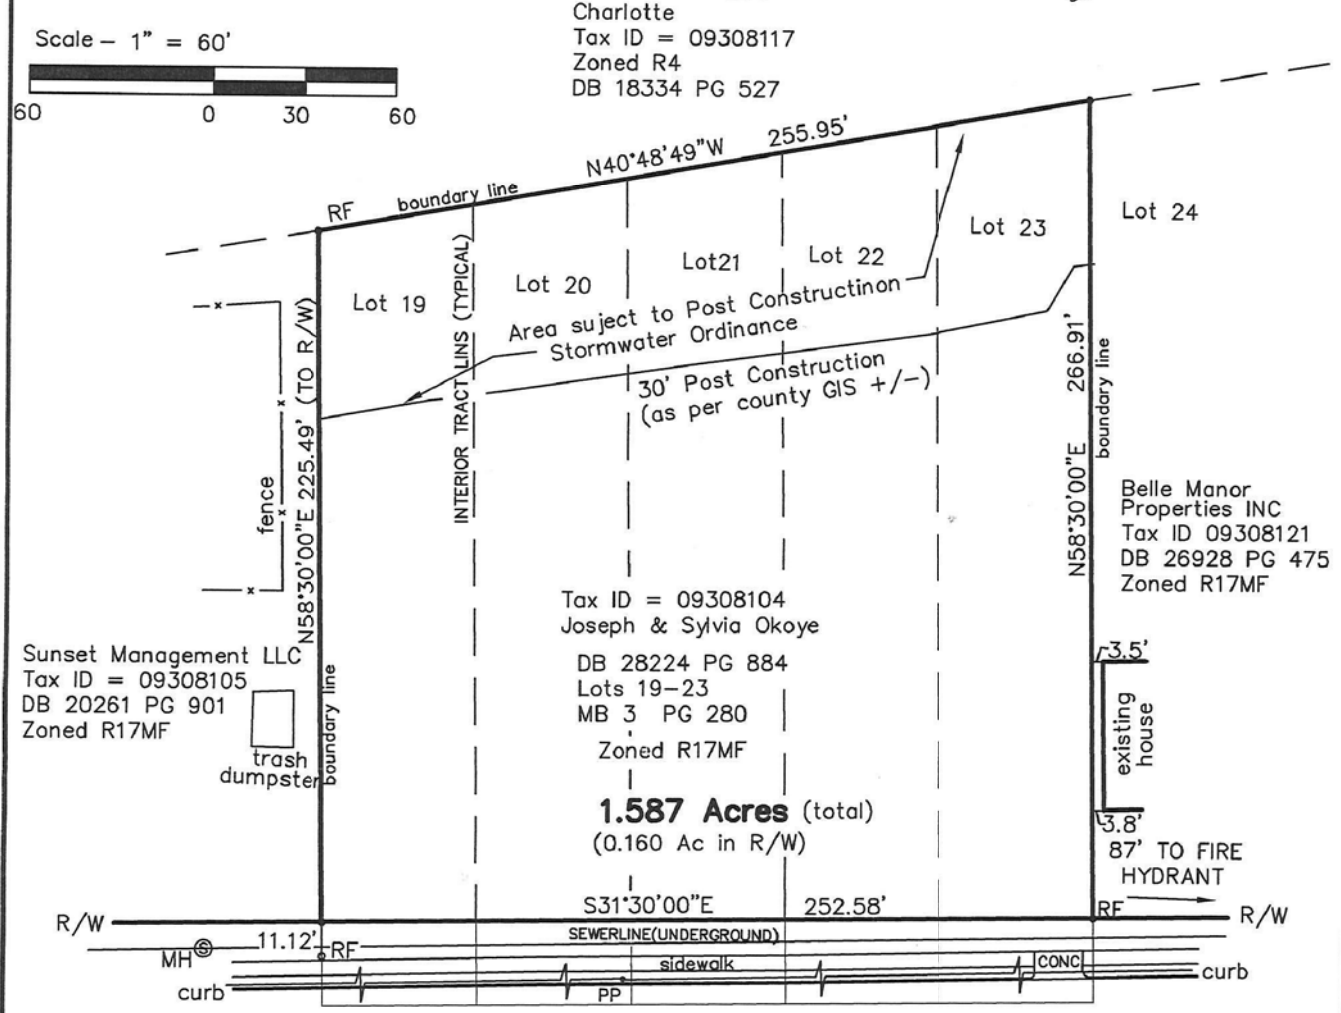 Charlotte
Tax ID = 09308117
Zoned R4
DB 18334 PG 527
Scale – 1" = 60'
60 0 30 60
N40°48'49"W 255.95'
boundary line
RF
Lot 19
Lot 20
Lot21
Lot 22
Lot 23
Lot 24
INTERIOR TRACT LINS (TYPICAL)
Area suject to Post Constructinon
Stormwater Ordinance
30' Post Construction
(as per county GIS +/-)
N58°30'00"E 225.49' (TO R/W)
fence
boundary line
N58°30'00"E 266.91'
boundary line
Belle Manor
Properties INC
Tax ID 09308121
DB 26928 PG 475
Zoned R17MF
Tax ID = 09308104
Joseph & Sylvia Okoye
DB 28224 PG 884
Lots 19-23
MB 3 PG 280
Zoned R17MF
1.587 Acres (total)
(0.160 Ac in R/W)
Sunset Management LLC
Tax ID = 09308105
DB 20261 PG 901
Zoned R17MF
trash
dumpster
3.5'
existing
house
3.8'
87' TO FIRE
HYDRANT
S31°30'00"E 252.58'
R/W
RF
R/W
SEWERLINE(UNDERGROUND)
MH S
11.12'
RF
sidewalk
CONC
curb
curb
PP